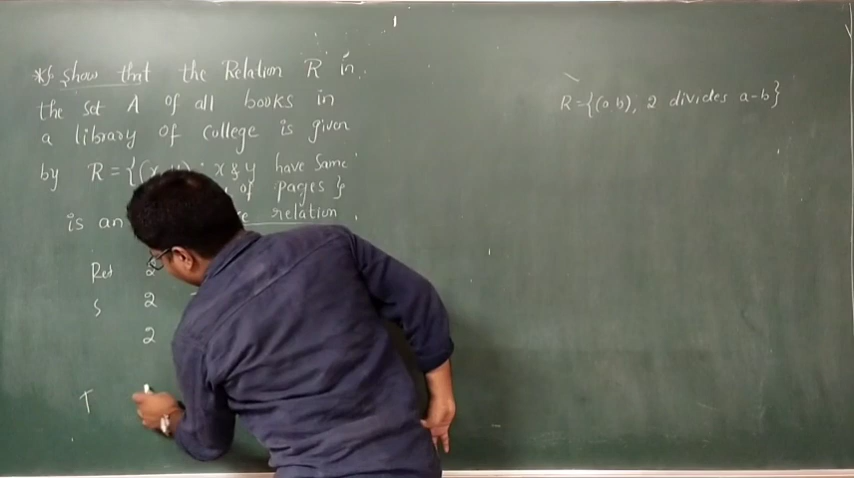 show that the Relation R in
the set A of all books in
a library of College is given
by R = {(x,y) : x & y have same
of pages }
is an relation
Ref 2
S 2
2
T
R = {(a,b), 2 divides a-b}